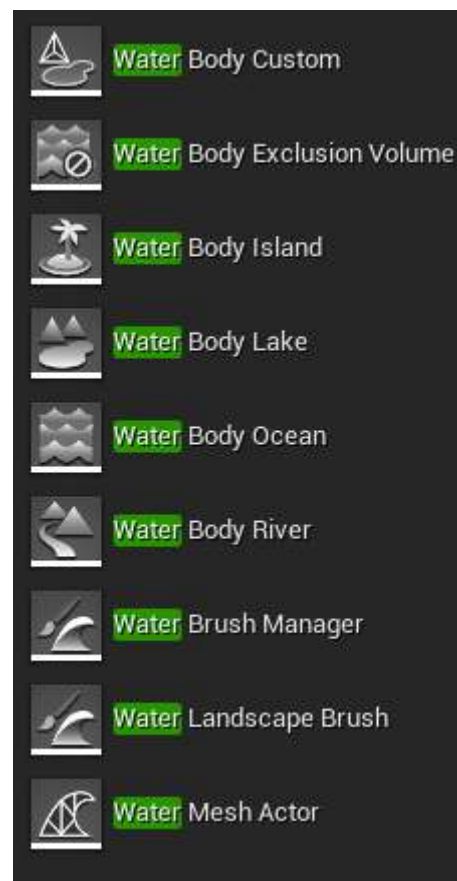 Water Body Custom
Water Body Exclusion Volume
Water Body Island
Water Body Lake
Water Body Ocean
Water Body River
Water Brush Manager
Water Landscape Brush
Water Mesh Actor